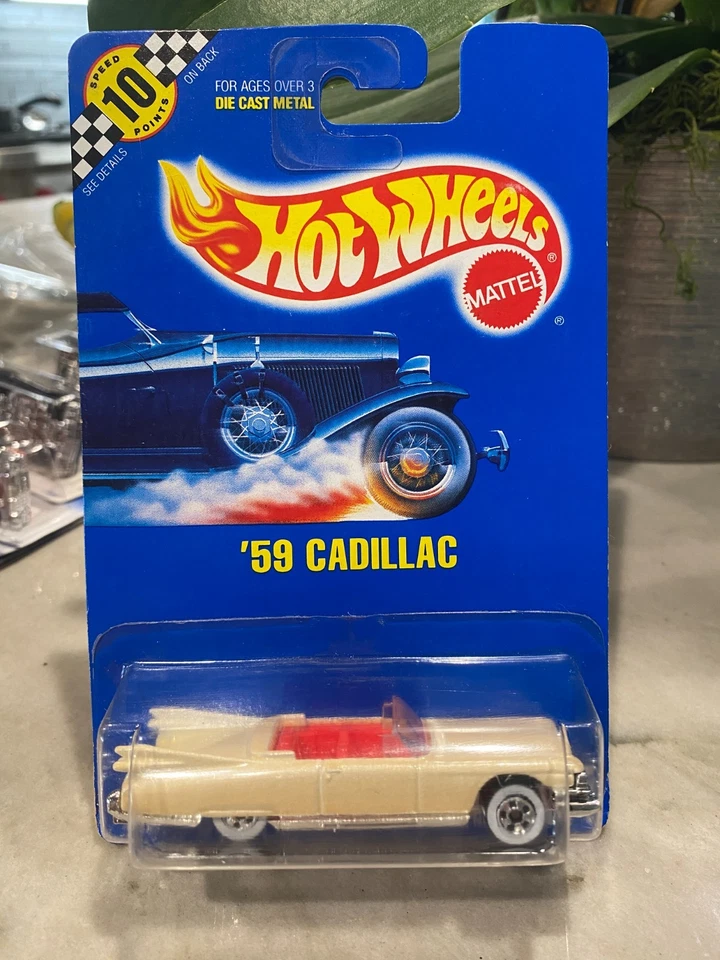 SPEED
10
POINTS
ON BACK
SEE DETAILS
FOR AGES OVER 3
DIE CAST METAL
HOT WHEELS ®
MATTEL
®
'59 CADILLAC